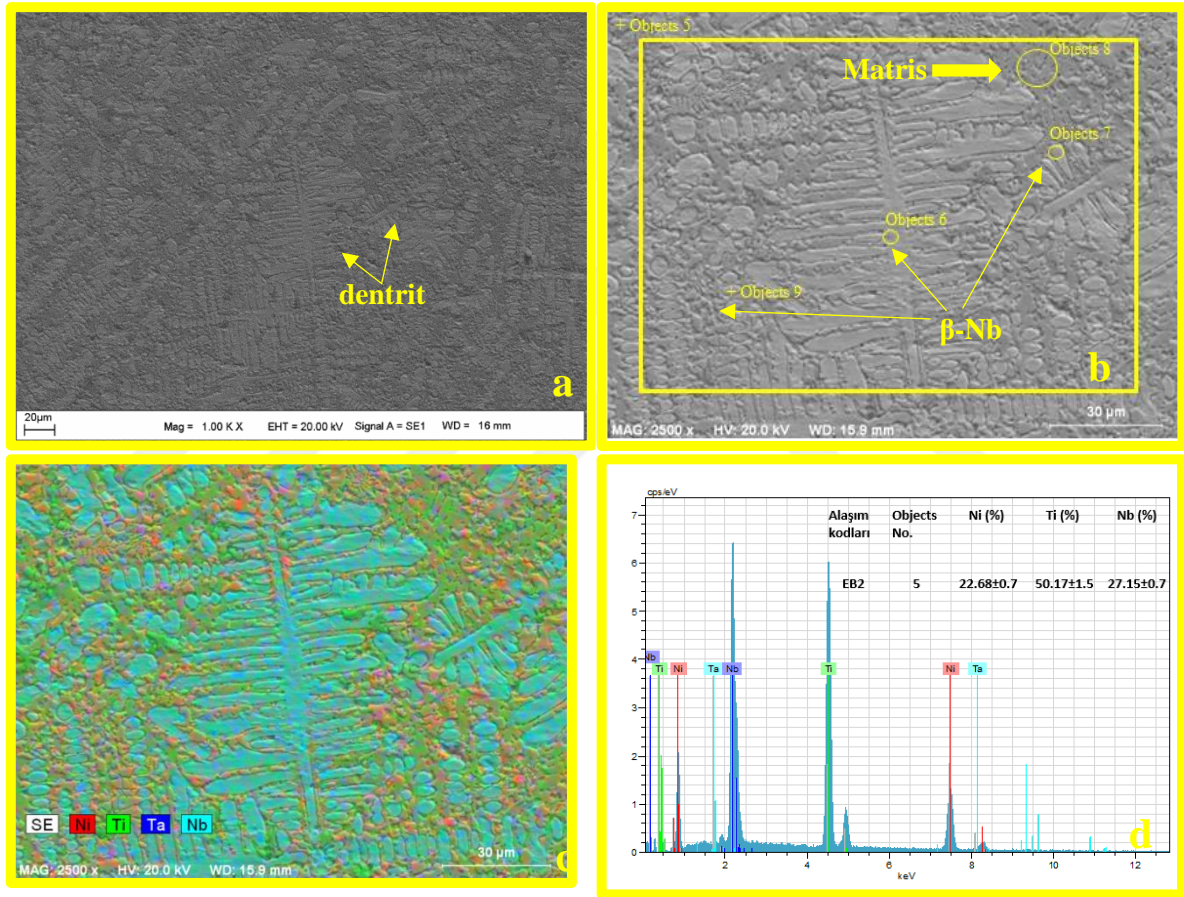 dentrit
a
20µm
Mag = 1.00 K X EHT = 20.00 kV Signal A = SE1 WD = 16 mm
+ Objects 5
Objects 8
Matris
Objects 7
Objects 6
+ Objects 9
β-Nb
b
30 µm
MAG: 2500 x HV: 20.0 kV WD: 15.9 mm
SE Ni Ti Ta Nb
30 µm
MAG: 2500 x HV: 20.0 kV WD: 15.9 mm
cps/eV
Alaşım kodları
Objects No.
Ni (%)
Ti (%)
Nb (%)
EB2 5 22.68±0.7 50.17±1.5 27.15±0.7
7
6
5
4
3
2
1
0
Nb
Ti Ni Ta Nb Ti Ni Ta
2 4 6 8 10 12
keV
d